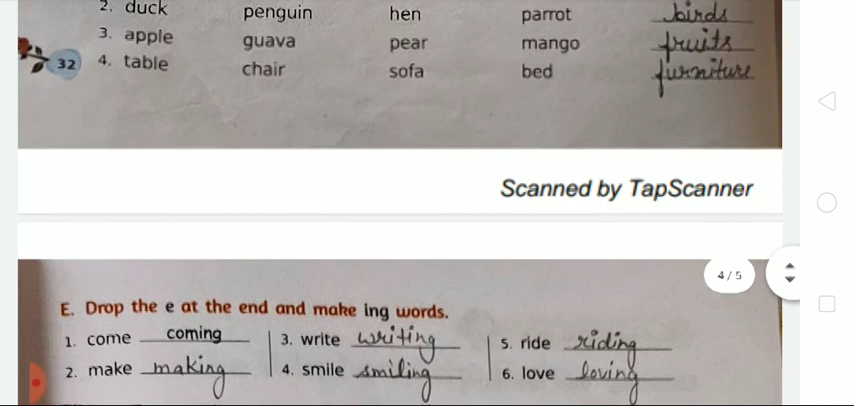 2. duck penguin hen parrot birds
3. apple guava pear mango fruits
32 4. table chair sofa bed furniture
Scanned by TapScanner
4/5
E. Drop the e at the end and make ing words.
1. come coming 3. write writing 5. ride riding
2. make making 4. smile smiling 6. love loving